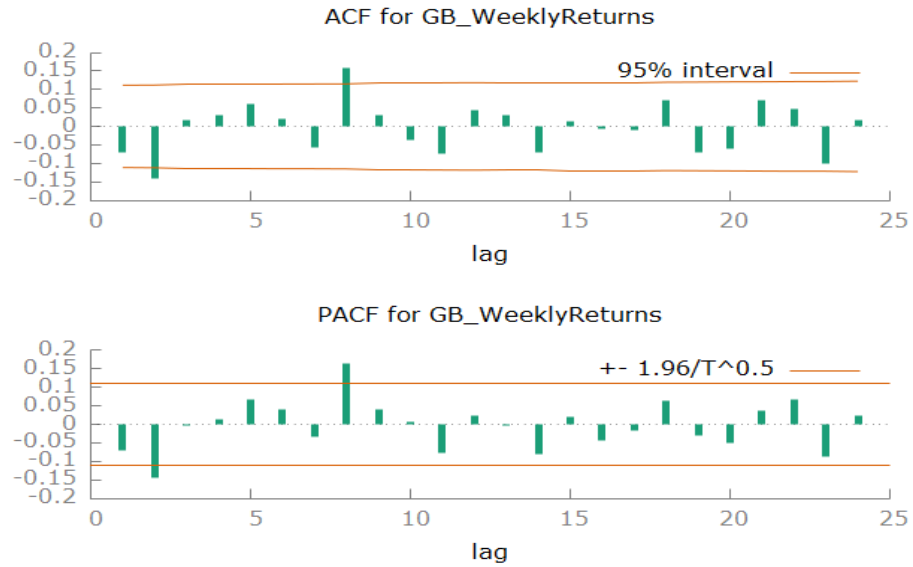 ACF for GB_WeeklyReturns
0.2
0.15
0.1
0.05
0
-0.05
-0.1
-0.15
-0.2
95% interval
0 5 10 15 20 25
lag
PACF for GB_WeeklyReturns
0.2
0.15
0.1
0.05
0
-0.05
-0.1
-0.15
-0.2
+- 1.96/T^0.5
0 5 10 15 20 25
lag